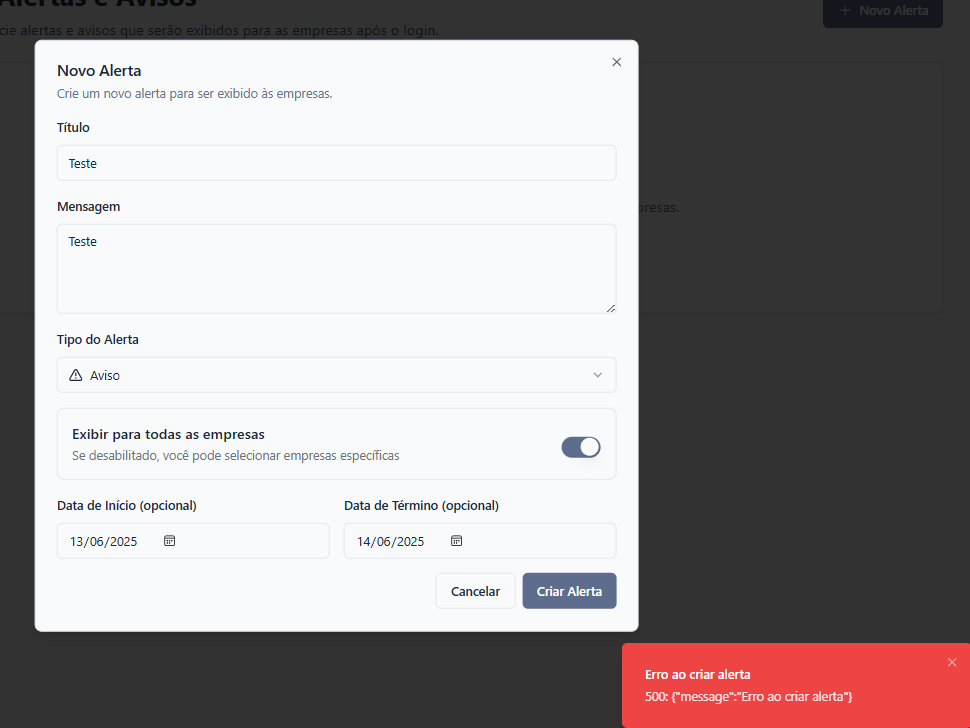 Alertas e Avisos
Novo Alerta
cie alertas e avisos que serão exibidos para as empresas após o login.
Novo Alerta
Crie um novo alerta para ser exibido às empresas.
Título
Teste
Mensagem
presas.
Teste
Tipo do Alerta
Aviso
Exibir para todas as empresas
Se desabilitado, você pode selecionar empresas específicas
Data de Início (opcional)
Data de Término (opcional)
13/06/2025
14/06/2025
Cancelar
Criar Alerta
Erro ao criar alerta
500: {"message":"Erro ao criar alerta"}